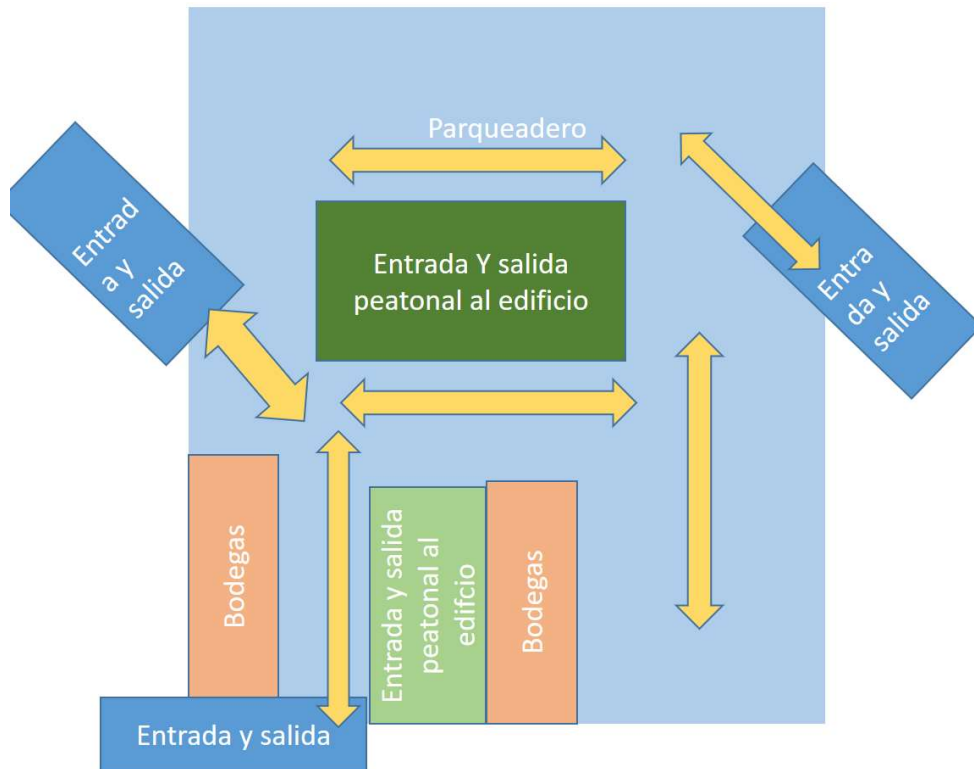 Parqueadero
Entrad
a y
salida
Entrada Y salida
peatonal al edificio
Entra
da y
salida
Bodegas
Entrada y salida
peatonal al
edifcio
Bodegas
Entrada y salida